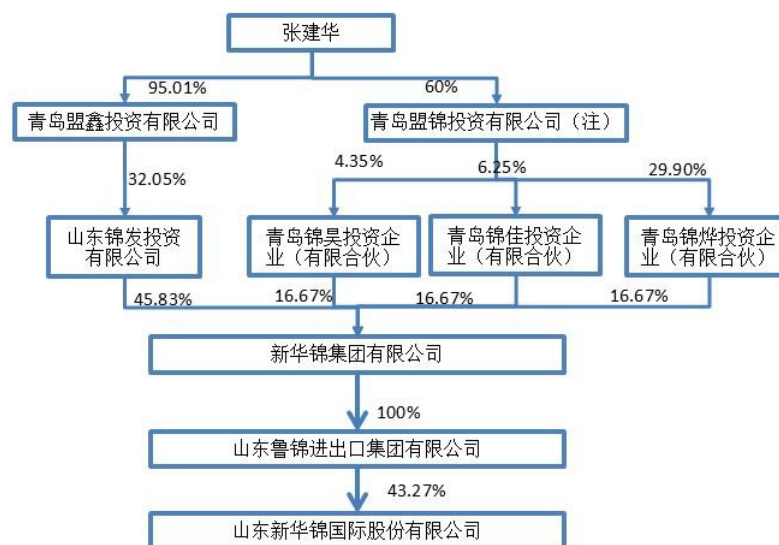 张建华
95.01%
60%
青岛盟鑫投资有限公司
青岛盟锦投资有限公司（注）
4.35%
6.25%
29.90%
32.05%
山东锦发投资
有限公司
青岛锦昊投资企
业（有限合伙）
青岛锦佳投资企
业（有限合伙）
青岛锦烨投资企
业（有限合伙）
45.83%
16.67%
16.67%
16.67%
新华锦集团有限公司
100%
山东鲁锦进出口集团有限公司
43.27%
山东新华锦国际股份有限公司